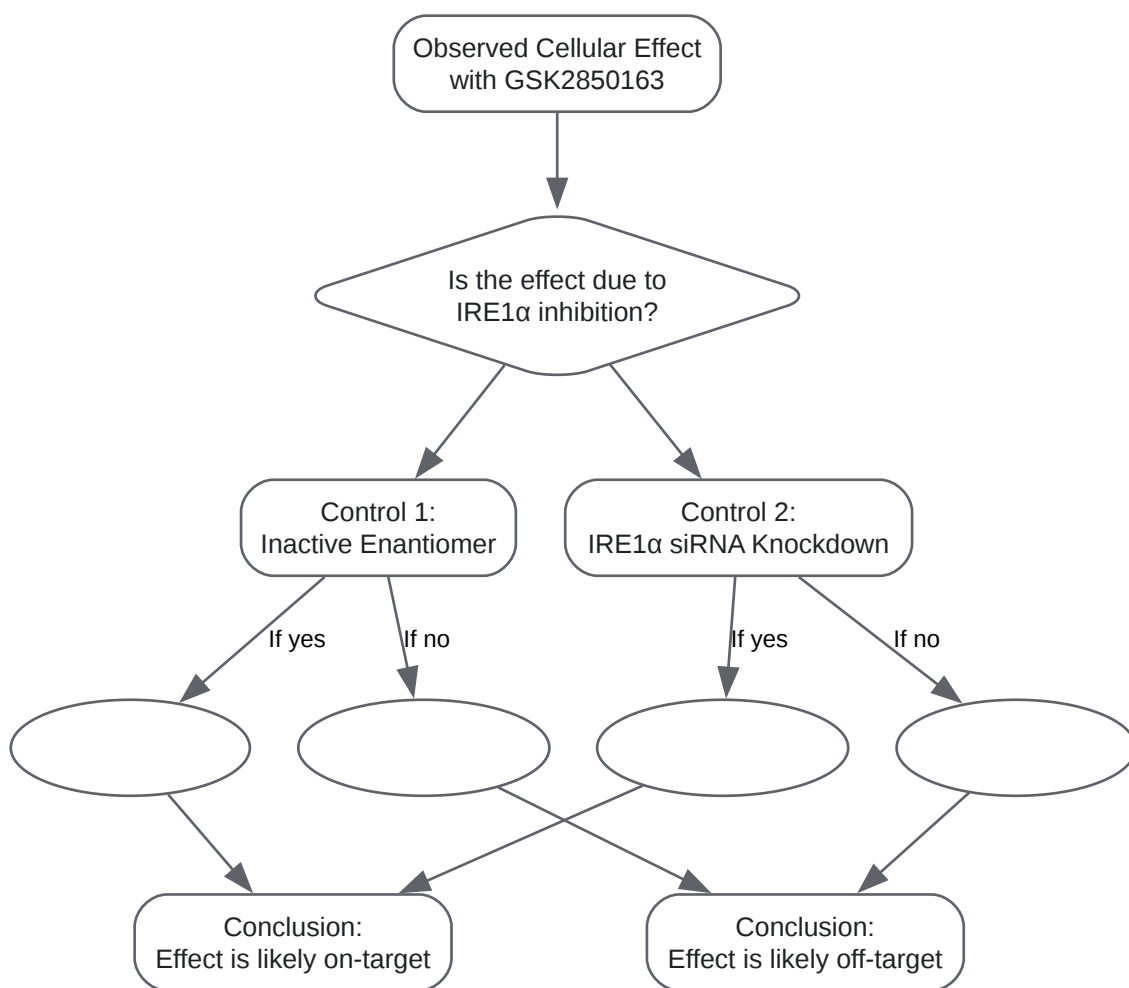 Observed Cellular Effect
with GSK2850163
Is the effect due to
IRE1α inhibition?
Control 1:
Inactive Enantiomer
Control 2:
IRE1α siRNA Knockdown
If yes
If no
If yes
If no
Conclusion:
Effect is likely on-target
Conclusion:
Effect is likely off-target